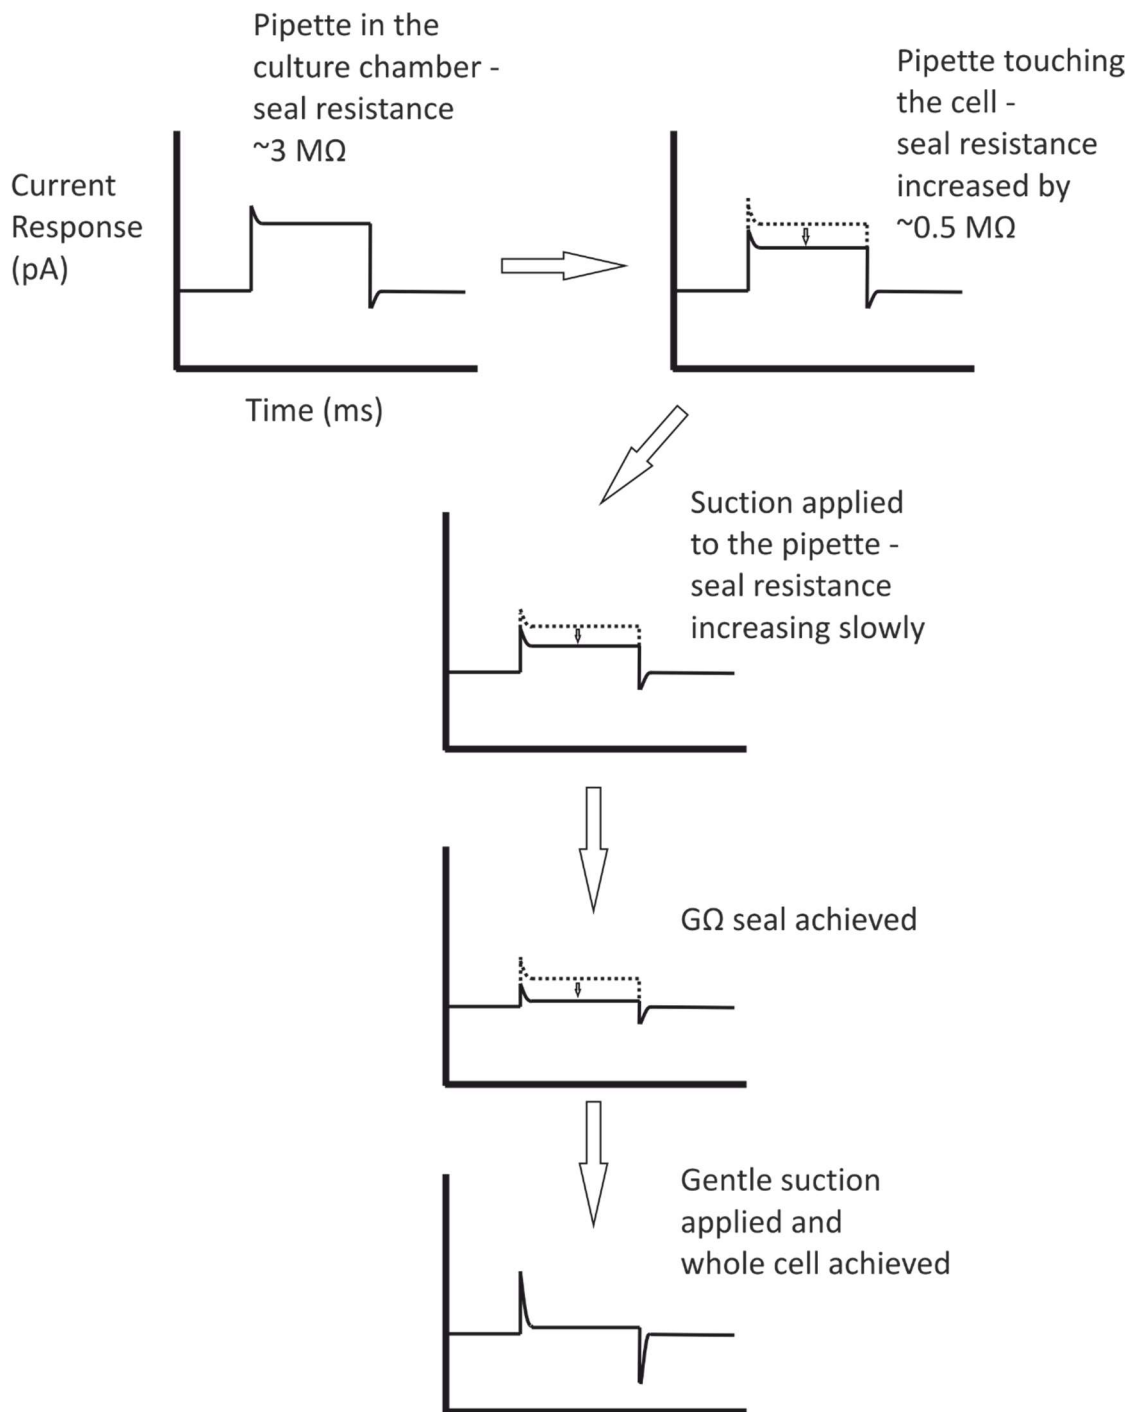 Pipette in the
culture chamber -
seal resistance
~3 MΩ
Pipette touching
the cell -
seal resistance
increased by
~0.5 MΩ
Current
Response
(pA)
Time (ms)
Suction applied
to the pipette -
seal resistance
increasing slowly
GΩ seal achieved
Gentle suction
applied and
whole cell achieved